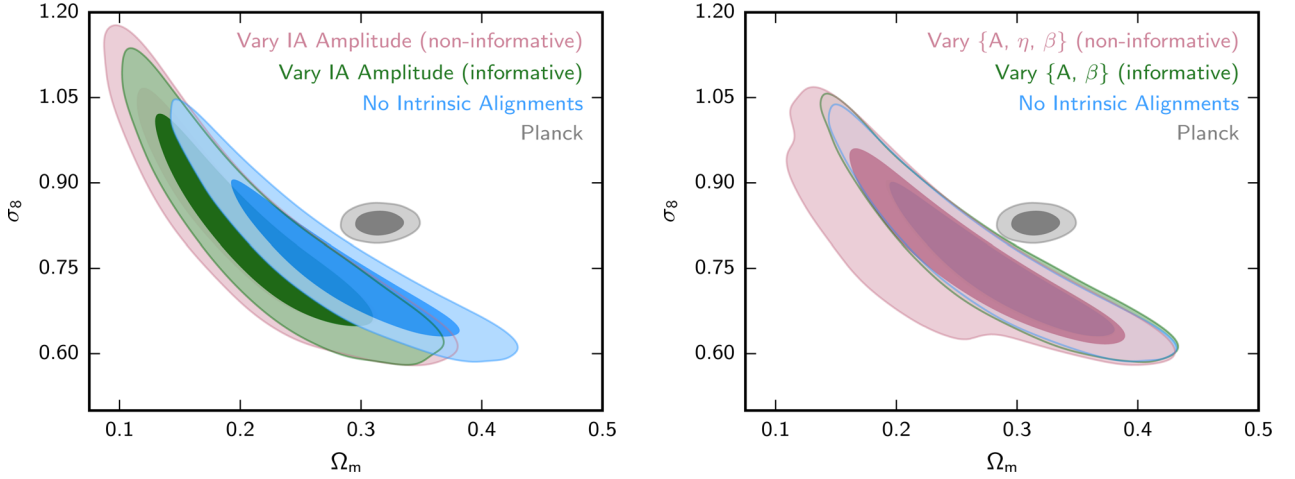 1.20
1.05
0.90
0.75
0.60
σ8
Vary IA Amplitude (non-informative)
Vary IA Amplitude (informative)
No Intrinsic Alignments
Planck
0.1 0.2 0.3 0.4 0.5
Ωm
1.20
1.05
0.90
0.75
0.60
σ8
Vary {A, η, β} (non-informative)
Vary {A, β} (informative)
No Intrinsic Alignments
Planck
0.1 0.2 0.3 0.4 0.5
Ωm